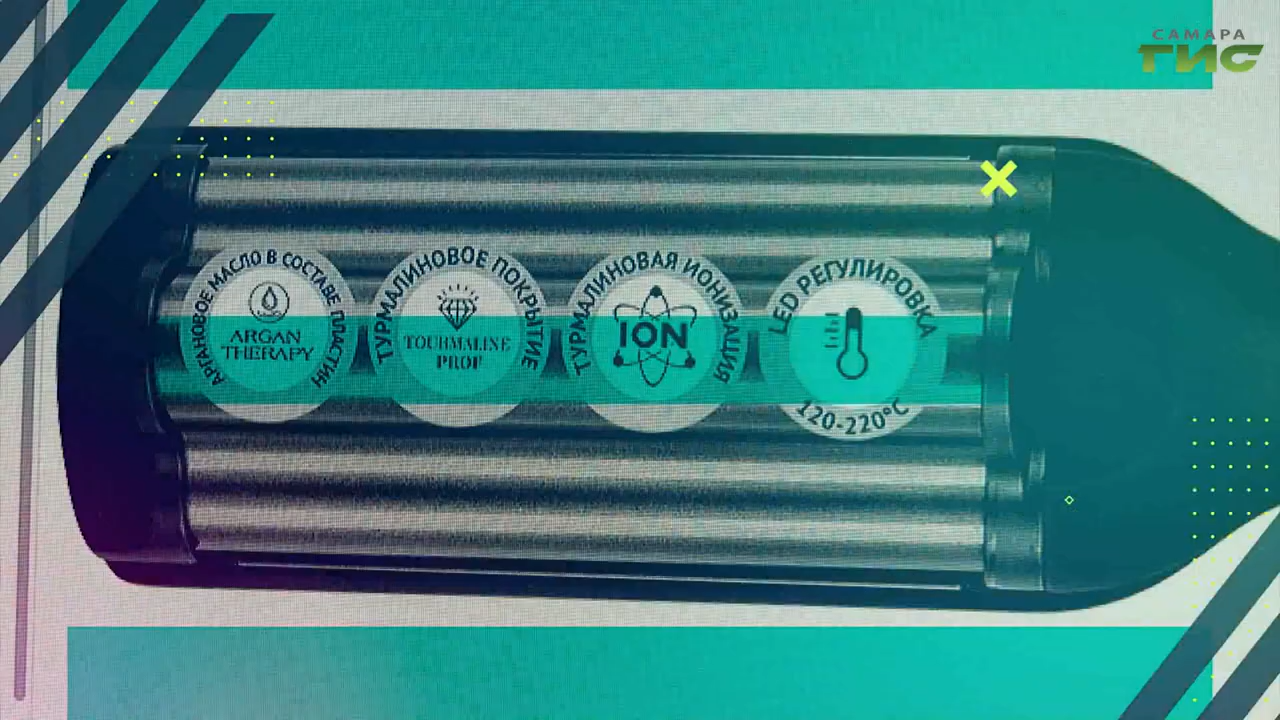 САМАРА
ГИС
АРГАНОВОЕ МАСЛО В СОСТАВЕ ПЛАСТИН
ARGAN
THERAPY
ТУРМАЛИНОВОЕ ПОКРЫТИЕ
TOURMALINE
PROF
ТУРМАЛИНОВАЯ ИОНИЗАЦИЯ
ION
LED РЕГУЛИРОВКА
120-220°C